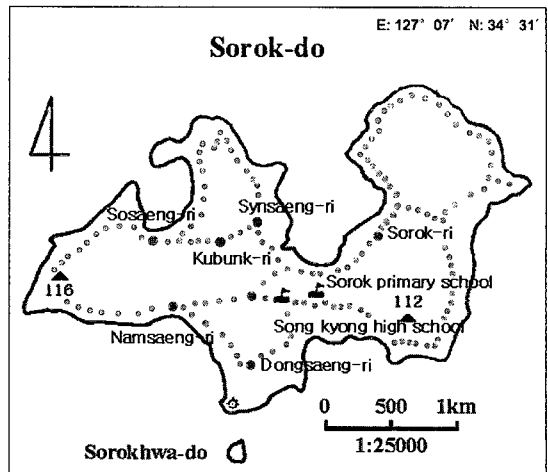 E: 127° 07′ N: 34° 31′
Sorok-do
Sosaeng-ri
Synsaeng-ri
Kubunk-ri
Sorok-ri
Sorok primary school
116
112
Namsaeng-ri
Song kyong high school
Dongsaeng-ri
0 500 1km
1:25000
Sorokhwa-do